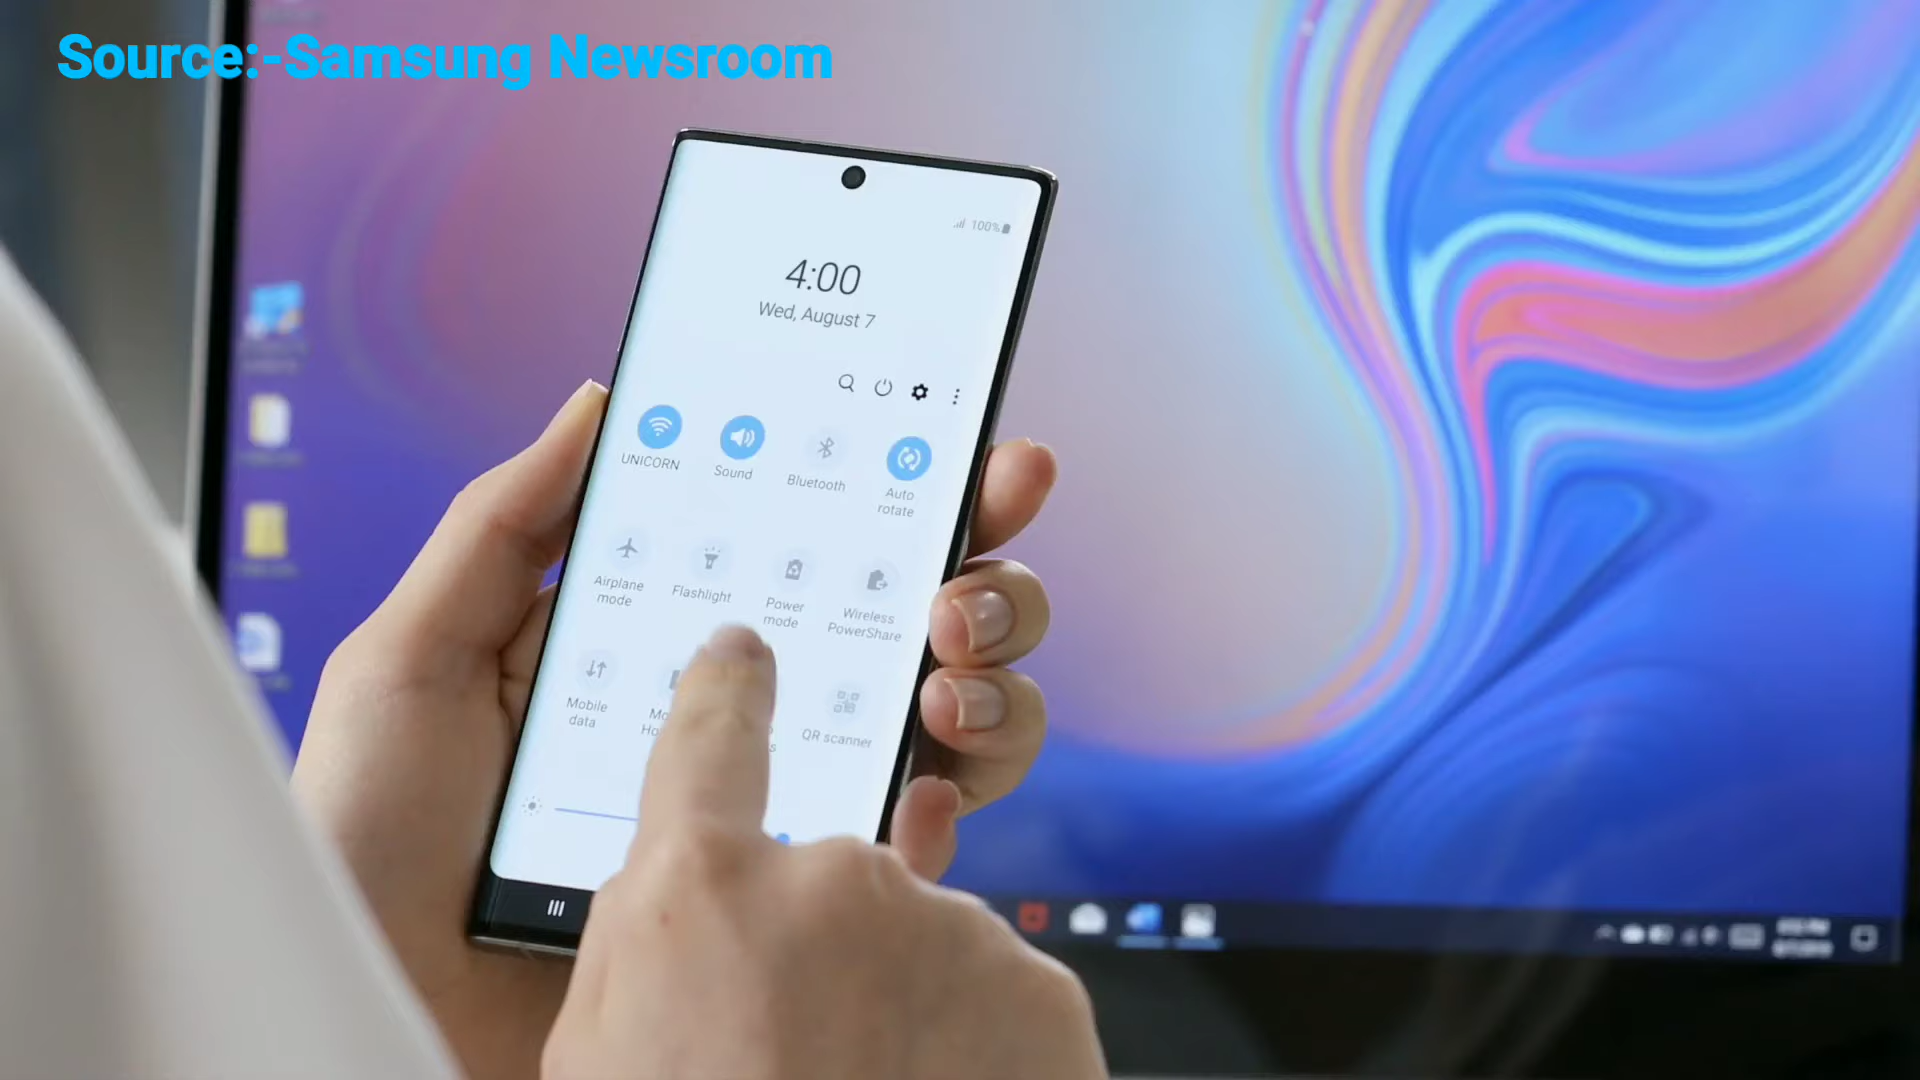 Source:-Samsung Newsroom
100%
4:00
Wed, August 7
UNICORN
Sound
Bluetooth
Auto
rotate
Airplane
mode
Flashlight
Power
mode
Wireless
PowerShare
Mobile
data
QR scanner